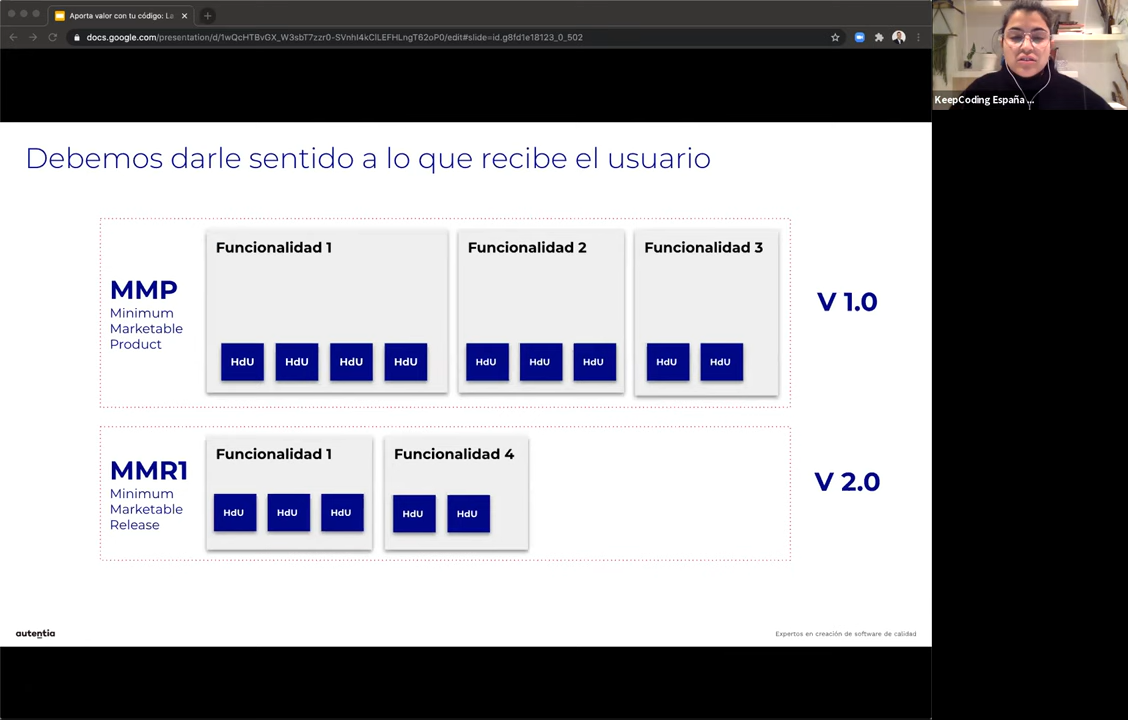 Aporta valor con tu código: La
docs.google.com/presentation/d/1wQcHTBvGX_W3sbT7zzr0-SVnhI4kCILEFHLngT62oP0/edit#slide=id.g8fd1e18123_0_502
KeepCoding España ...
Debemos darle sentido a lo que recibe el usuario
MMP
Minimum
Marketable
Product
Funcionalidad 1
HdU HdU HdU HdU
Funcionalidad 2
HdU HdU HdU
Funcionalidad 3
HdU HdU
V 1.0
MMR1
Minimum
Marketable
Release
Funcionalidad 1
HdU HdU HdU
Funcionalidad 4
HdU HdU
V 2.0
autentia
Expertos en creación de software de calidad